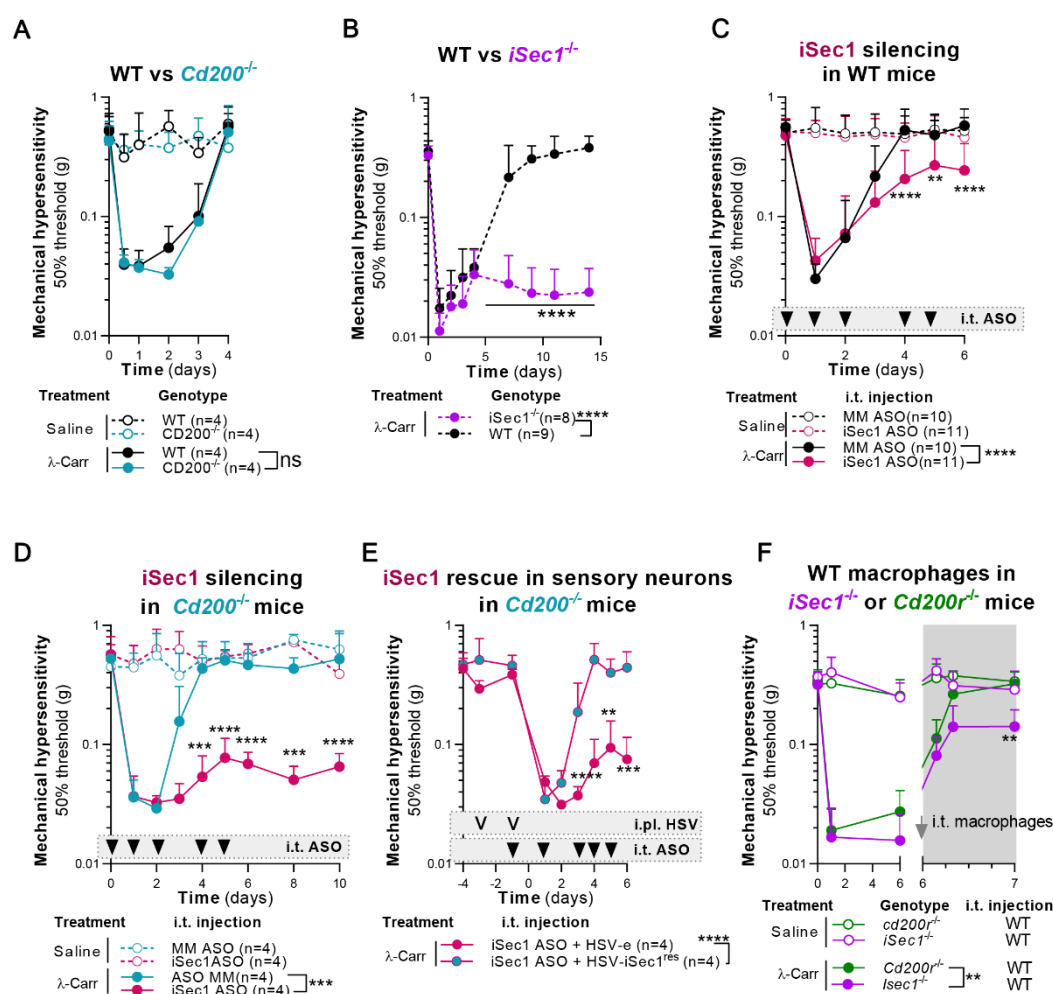 A
WT vs Cd200-/-
Mechanical hypersensitivity
50% threshold (g)
1
0.1
0.01
0 1 2 3 4
Time (days)
Treatment Genotype
Saline
WT (n=4)
CD200-/- (n=4)
λ-Carr
WT (n=4)
CD200-/- (n=4)
ns
B
WT vs iSec1-/-
Mechanical hypersensitivity
50% threshold (g)
1
0.1
0.01
****
0 5 10 15
Time (days)
Treatment Genotype
λ-Carr
iSec1-/-(n=8)
WT (n=9)
****
C
iSec1 silencing
in WT mice
Mechanical hypersensitivity
50% threshold (g)
1
0.1
0.01
**** ** ****
i.t. ASO
0 2 4 6
Time (days)
Treatment i.t. injection
Saline
MM ASO(n=10)
iSec1 ASO(n=11)
λ-Carr
MM ASO (n=10)
iSec1 ASO(n=11)
****
D
iSec1 silencing
in Cd200-/- mice
Mechanical hypersensitivity
50% threshold (g)
1
0.1
0.01
*** **** **** *** ****
i.t. ASO
0 2 4 6 8 10
Time (days)
Treatment i.t. injection
Saline
MM ASO (n=4)
iSec1ASO (n=4)
λ-Carr
ASO MM(n=4)
iSec1 ASO (n=4)
***
E
iSec1 rescue in sensory neurons
in Cd200-/- mice
Mechanical hypersensitivity
50% threshold (g)
1
0.1
0.01
**** ** ***
i.pl. HSV
i.t. ASO
-4 -2 0 2 4 6
Time (days)
Treatment i.t. injection
λ-Carr
iSec1 ASO + HSV-e (n=4)
iSec1 ASO + HSV-iSec1res (n=4)
****
F
WT macrophages in
iSec1-/- or Cd200r-/- mice
Mechanical hypersensitivity
50% threshold (g)
1
0.1
0.01
**
i.t. macrophages
0 2 4 6 6 7
Time (days)
Treatment Genotype i.t. injection
Saline
cd200r-/- WT
iSec1-/- WT
λ-Carr
Cd200r-/- WT
Isec1-/- WT
**